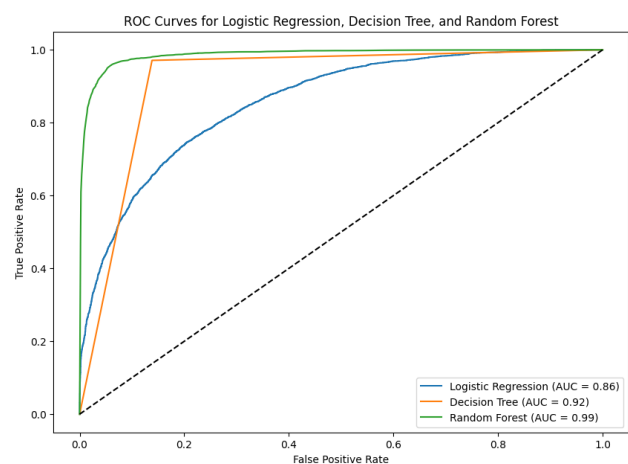 ROC Curves for Logistic Regression, Decision Tree, and Random Forest
True Positive Rate
1.0
0.8
0.6
0.4
0.2
0.0
Logistic Regression (AUC = 0.86)
Decision Tree (AUC = 0.92)
Random Forest (AUC = 0.99)
0.0 0.2 0.4 0.6 0.8 1.0
False Positive Rate